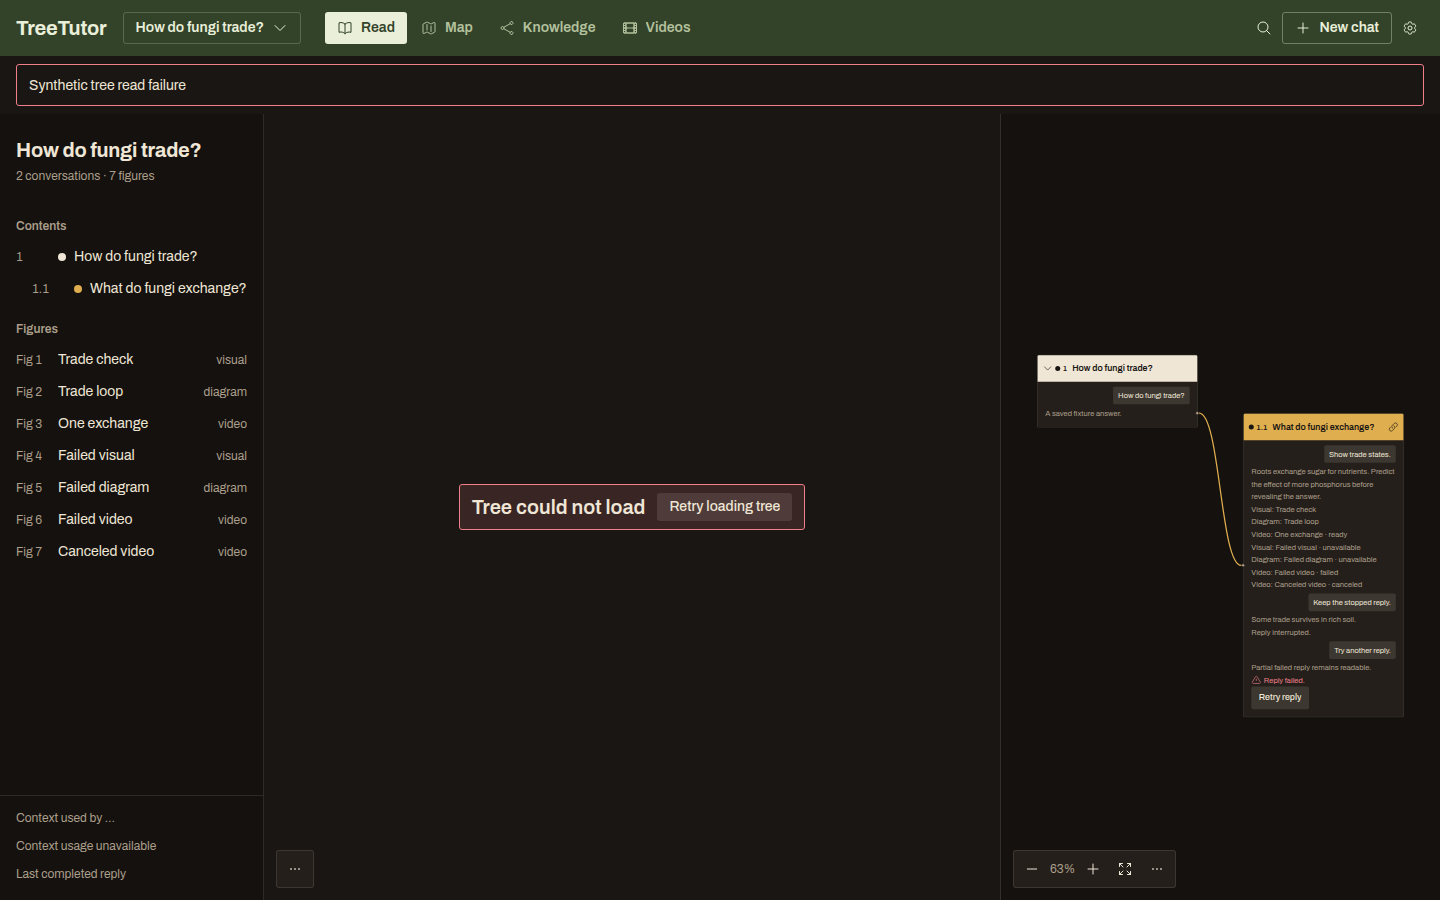 TreeTutor
How do fungi trade?
Read
Map
Knowledge
Videos
New chat
Synthetic tree read failure
How do fungi trade?
2 conversations · 7 figures
Contents
1 How do fungi trade?
1.1 What do fungi exchange?
Figures
Fig 1 Trade check visual
Fig 2 Trade loop diagram
Fig 3 One exchange video
Fig 4 Failed visual visual
Fig 5 Failed diagram diagram
Fig 6 Failed video video
Fig 7 Canceled video video
Context used by ...
Context usage unavailable
Last completed reply
Tree could not load
Retry loading tree
1 How do fungi trade?
How do fungi trade?
A saved fixture answer.
1.1 What do fungi exchange?
Show trade states.
Roots exchange sugar for nutrients. Predict
the effect of more phosphorus before
revealing the answer.
Visual: Trade check
Diagram: Trade loop
Video: One exchange · ready
Visual: Failed visual · unavailable
Diagram: Failed diagram · unavailable
Video: Failed video · failed
Video: Canceled video · canceled
Keep the stopped reply.
Some trade survives in rich soil.
Reply interrupted.
Try another reply.
Partial failed reply remains readable.
Reply failed.
Retry reply
63%